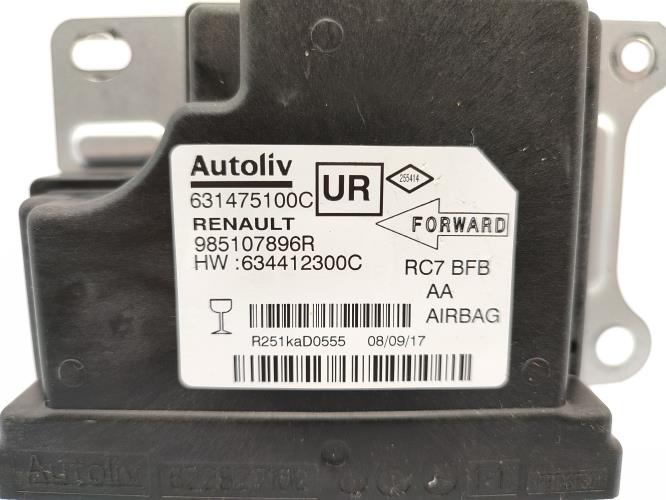 Autoliv
631475100C
UR
255414
RENAULT
985107896R
HW :634412300C
FORWARD
RC7 BFB
AA
AIRBAG
R251kaD0555 08/09/17
Autoliv